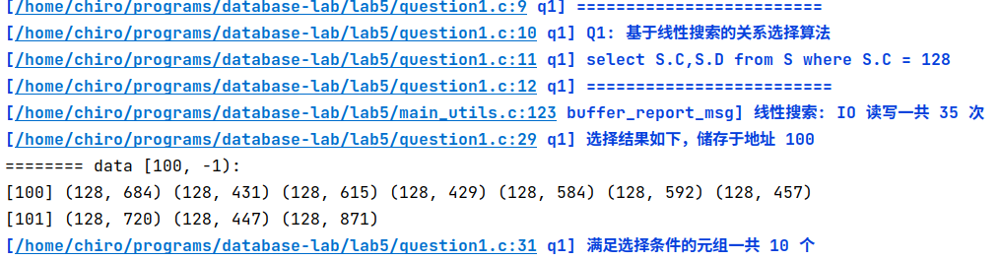 [/home/chiro/programs/database-lab/lab5/question1.c:9 q1] =========================
[/home/chiro/programs/database-lab/lab5/question1.c:10 q1] Q1: 基于线性搜索的关系选择算法
[/home/chiro/programs/database-lab/lab5/question1.c:11 q1] select S.C,S.D from S where S.C = 128
[/home/chiro/programs/database-lab/lab5/question1.c:12 q1] =========================
[/home/chiro/programs/database-lab/lab5/main_utils.c:123 buffer_report_msg] 线性搜索: IO 读写一共 35 次
[/home/chiro/programs/database-lab/lab5/question1.c:29 q1] 选择结果如下，储存于地址 100
======== data [100, -1):
[100] (128, 684) (128, 431) (128, 615) (128, 429) (128, 584) (128, 592) (128, 457)
[101] (128, 720) (128, 447) (128, 871)
[/home/chiro/programs/database-lab/lab5/question1.c:31 q1] 满足选择条件的元组一共 10 个